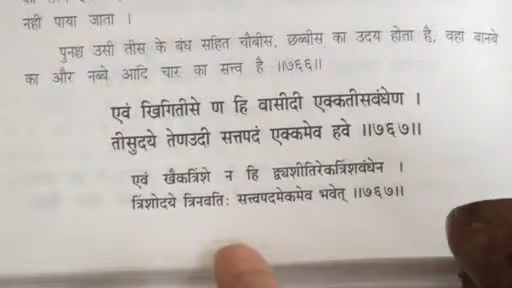 नही पाया जाता ।
पुनश्च उसी तीस के बंध सहित चौबीस, छब्बीस का उदय होता है, वहां बानवे
का और नब्बे आदि चार का सत्त्व है ॥७६६॥
एवं खिगितीसे ण हि वासीदी एक्कतीसबंधेण ।
तीसुदये तेणउदी सत्तपदं एक्कमेव हवे ॥७६७॥
एवं खैकत्रिंशे न हि द्व्यशीतिरेकत्रिंशबंधेन ।
त्रिंशोदये त्रिनवतिः सत्त्वपदमेकमेव भवेत् ॥७६७॥